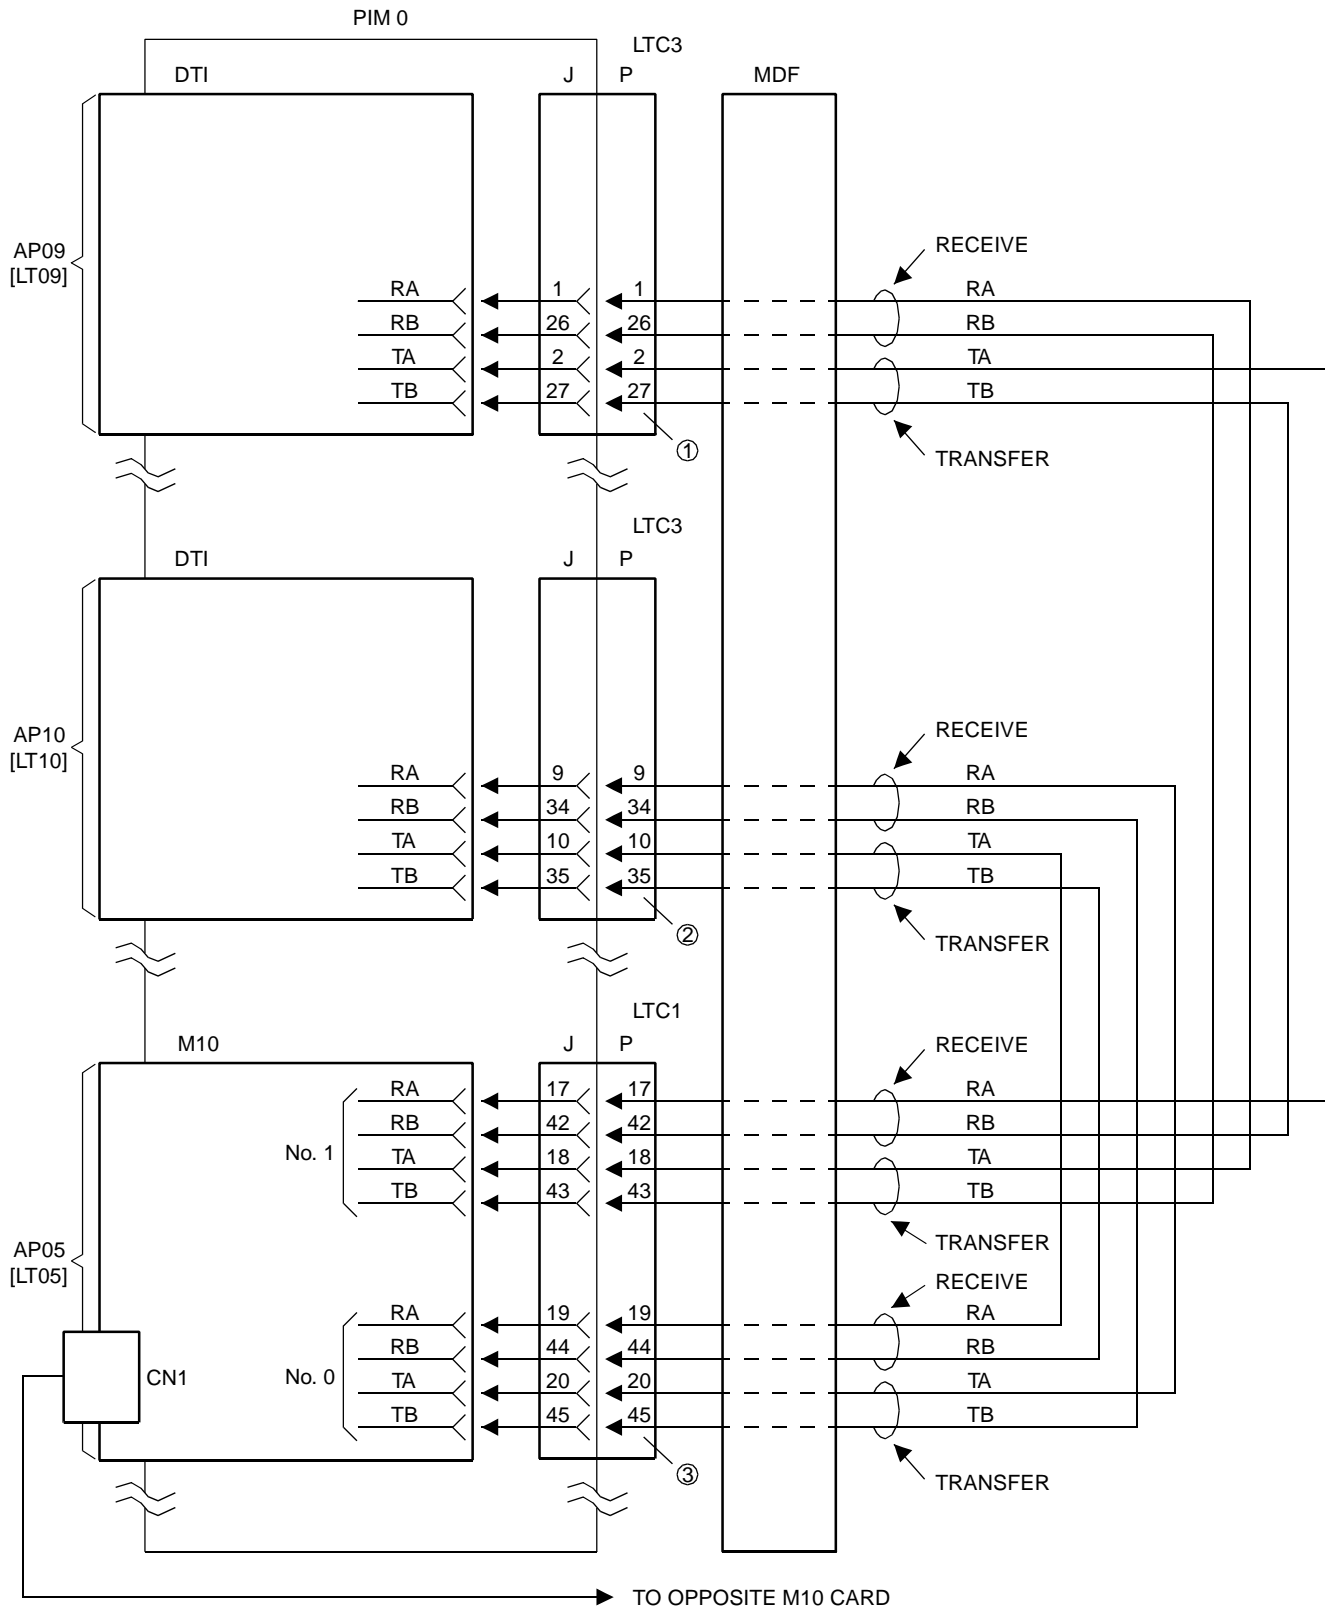 PIM 0
LTC3
DTI J P MDF
AP09
[LT09]
RECEIVE
RA 1 1 RA
RB 26 26 RB
TA 2 2 TA
TB 27 27 TB
①
TRANSFER
LTC3
DTI J P
AP10
[LT10]
RECEIVE
RA 9 9 RA
RB 34 34 RB
TA 10 10 TA
TB 35 35 TB
②
TRANSFER
LTC1
M10 J P
RECEIVE
RA 17 17 RA
RB 42 42 RB
No. 1
TA 18 18 TA
TB 43 43 TB
TRANSFER
AP05
[LT05]
RECEIVE
RA 19 19 RA
RB 44 44 RB
CN1 No. 0
TA 20 20 TA
TB 45 45 TB
③
TRANSFER
TO OPPOSITE M10 CARD